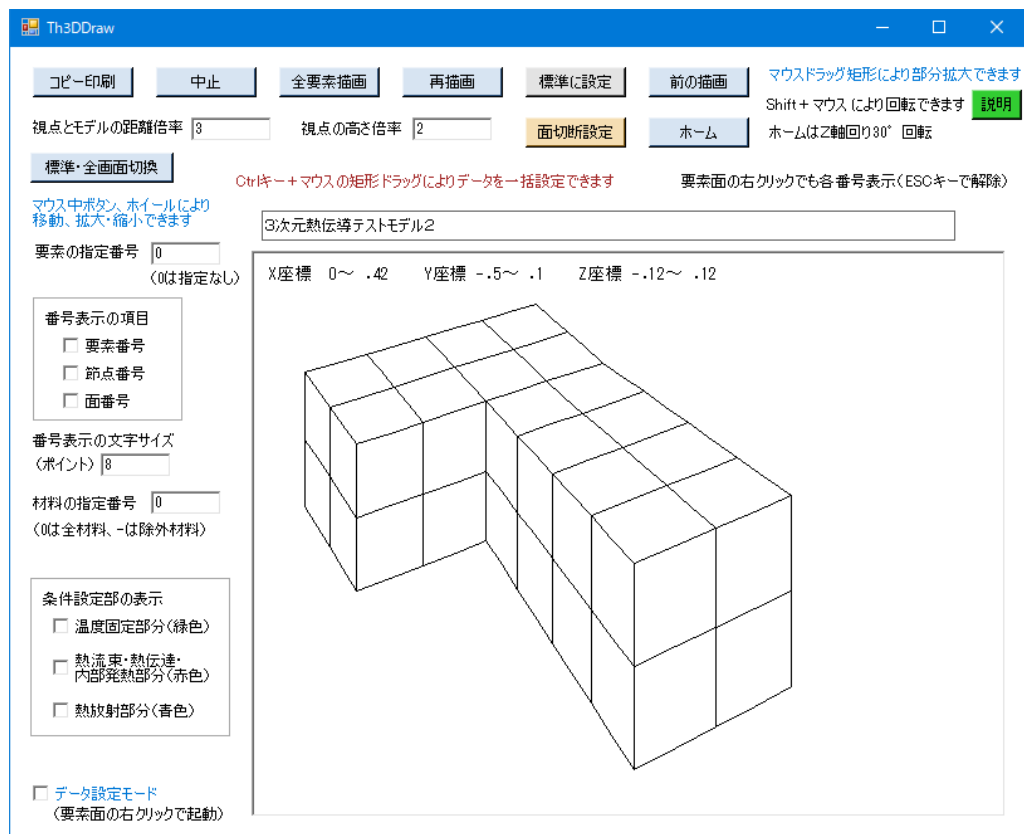 Th3DDraw
コピー印刷
中止
全要素描画
再描画
標準に設定
前の描画
マウスドラッグ矩形により部分拡大できます
Shift+マウスにより回転できます
説明
視点とモデルの距離倍率
3
視点の高さ倍率
2
面切断設定
ホーム
ホームはZ軸回り30° 回転
標準・全画面切換
Ctrlキー+マウスの矩形ドラッグによりデータを一括設定できます
要素面の右クリックでも各番号表示(ESCキーで解除)
マウス中ボタン、ホイールにより
移動、拡大・縮小できます
3次元熱伝導テストモデル2
要素の指定番号
0
(0は指定なし)
X座標 0~ .42 Y座標 -.5~ .1 Z座標 -.12~ .12
番号表示の項目
要素番号
節点番号
面番号
番号表示の文字サイズ
(ポイント)
8
材料の指定番号
0
(0は全材料、-は除外材料)
条件設定部の表示
温度固定部分(緑色)
熱流束・熱伝達・
内部発熱部分(赤色)
熱放射部分(青色)
データ設定モード
(要素面の右クリックで起動)